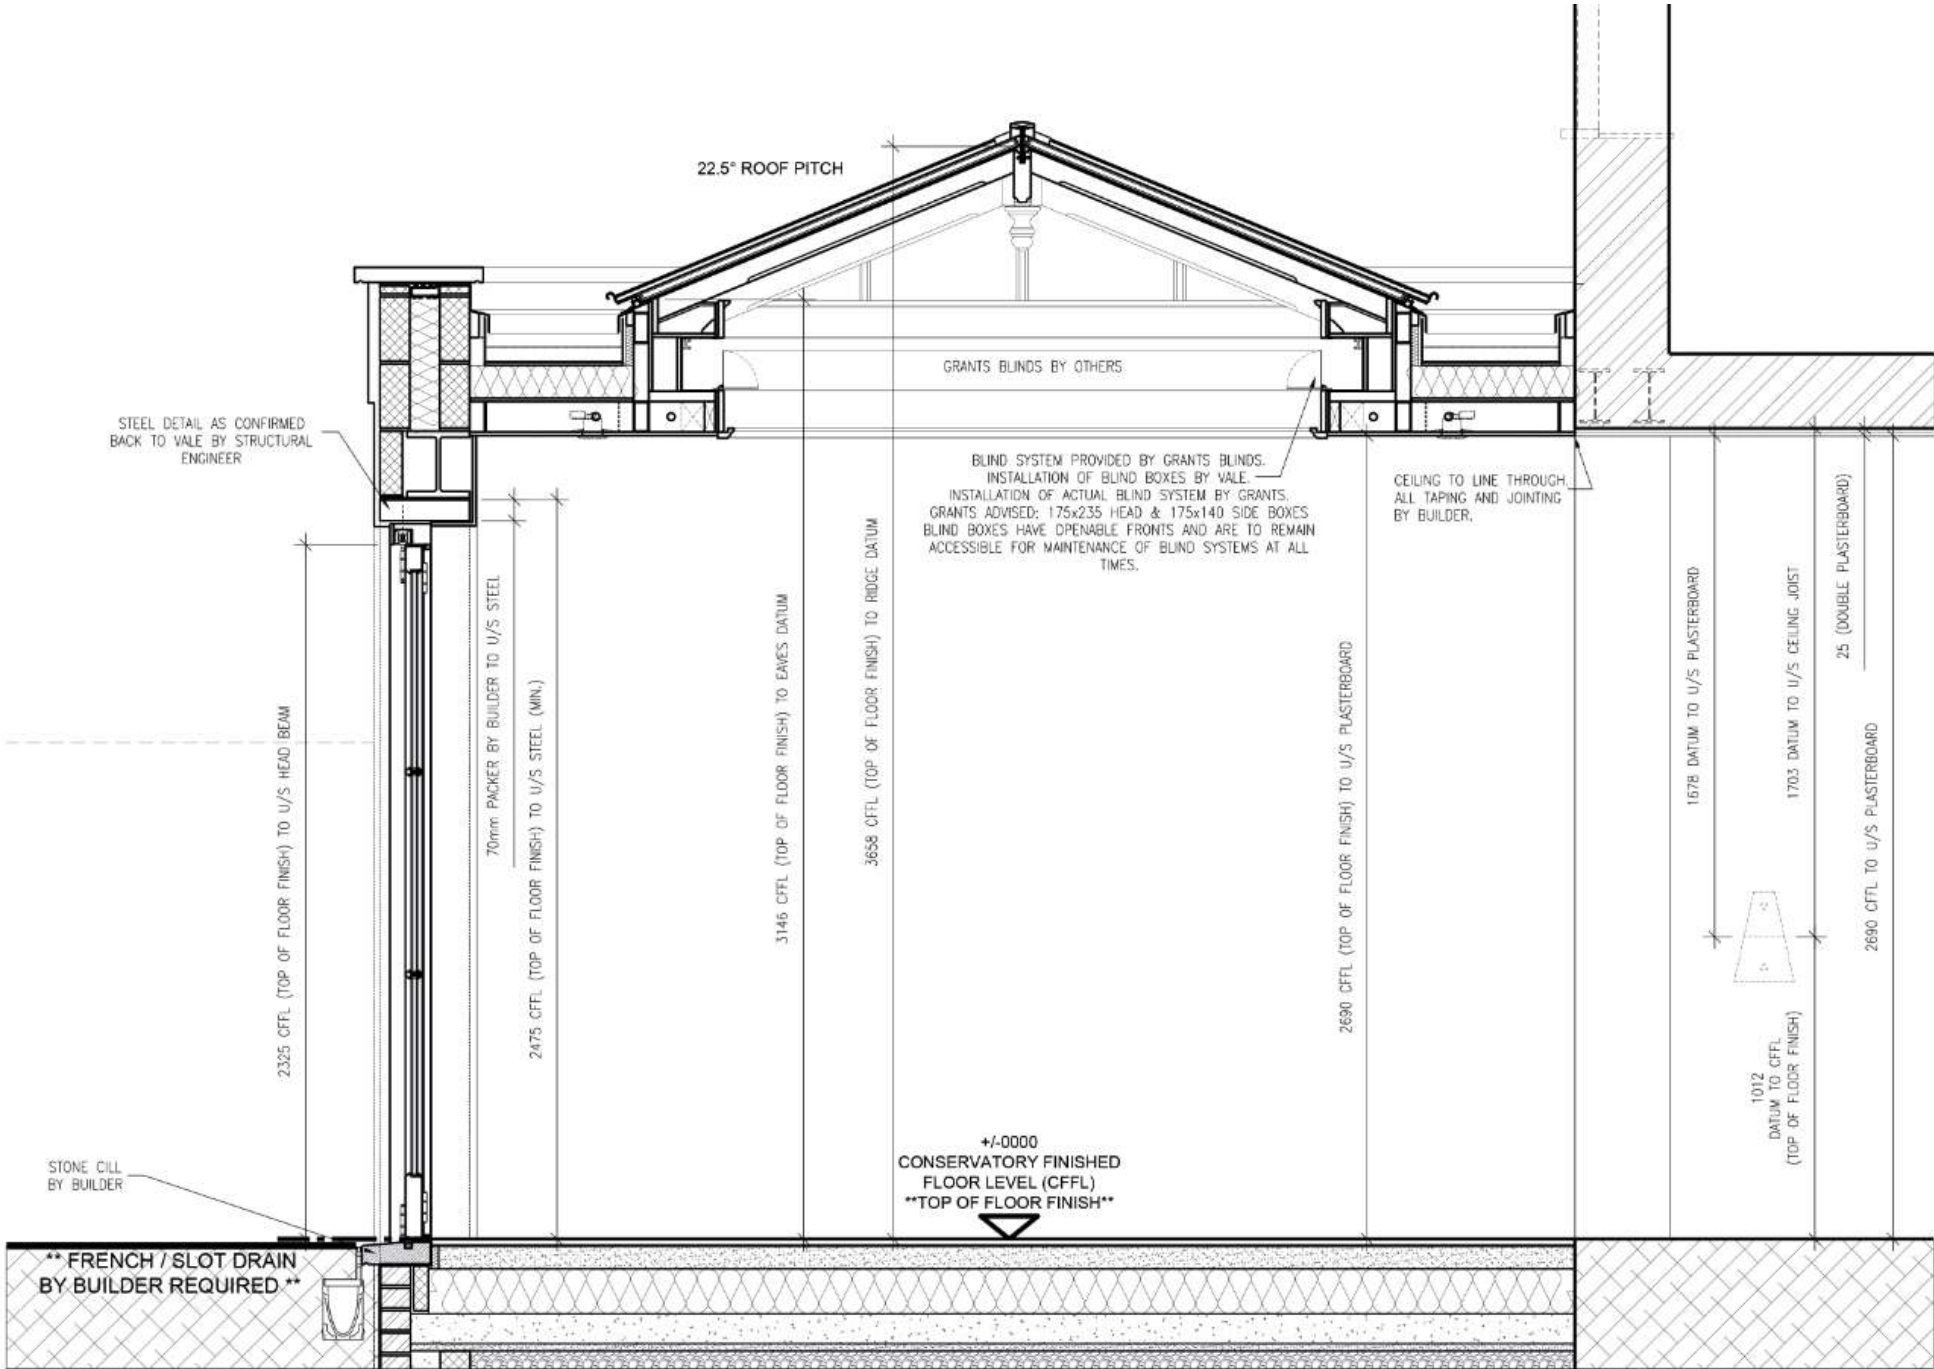 22.5° ROOF PITCH
GRANTS BLINDS BY OTHERS
STEEL DETAIL AS CONFIRMED
BACK TO VALE BY STRUCTURAL
ENGINEER
BLIND SYSTEM PROVIDED BY GRANTS BLINDS.
INSTALLATION OF BLIND BOXES BY VALE.
INSTALLATION OF ACTUAL BLIND SYSTEM BY GRANTS.
GRANTS ADVISED: 175x235 HEAD & 175x140 SIDE BOXES
BLIND BOXES HAVE OPENABLE FRONTS AND ARE TO REMAIN
ACCESSIBLE FOR MAINTENANCE OF BLIND SYSTEMS AT ALL
TIMES.
CEILING TO LINE THROUGH.
ALL TAPING AND JOINTING
BY BUILDER.
2325 CFFL (TOP OF FLOOR FINISH) TO U/S HEAD BEAM
70mm PACKER BY BUILDER TO U/S STEEL
2475 CFFL (TOP OF FLOOR FINISH) TO U/S STEEL (MIN.)
3146 CFFL (TOP OF FLOOR FINISH) TO EAVES DATUM
3658 CFFL (TOP OF FLOOR FINISH) TO RIDGE DATUM
2690 CFFL (TOP OF FLOOR FINISH) TO U/S PLASTERBOARD
1678 DATUM TO U/S PLASTERBOARD
1703 DATUM TO U/S CEILING JOIST
25 (DOUBLE PLASTERBOARD)
2690 CFFL TO U/S PLASTERBOARD
1012
DATUM TO CFFL
(TOP OF FLOOR FINISH)
+/-0000
CONSERVATORY FINISHED
FLOOR LEVEL (CFFL)
**TOP OF FLOOR FINISH**
STONE CILL
BY BUILDER
** FRENCH / SLOT DRAIN
BY BUILDER REQUIRED **